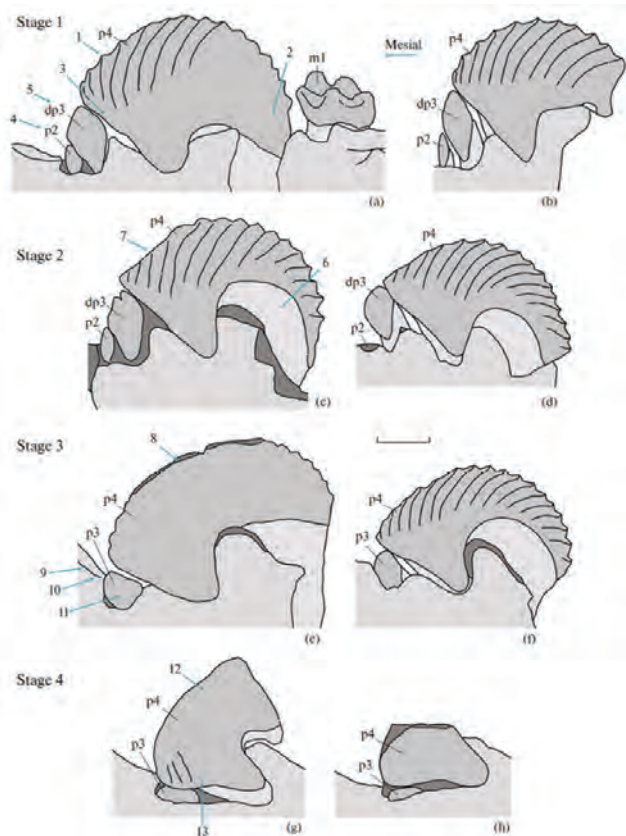 Stage 1
1
p4
3
2
5
dp3
4
p2
m1
(a)
Mesial
p4
dp3
p2
(b)
Stage 2
p4
7
6
dp3
p2
(c)
p4
dp3
p2
(d)
Stage 3
8
p4
p3
9
10
11
(e)
p4
p3
(f)
Stage 4
12
p4
p3
13
(g)
p4
p3
(h)